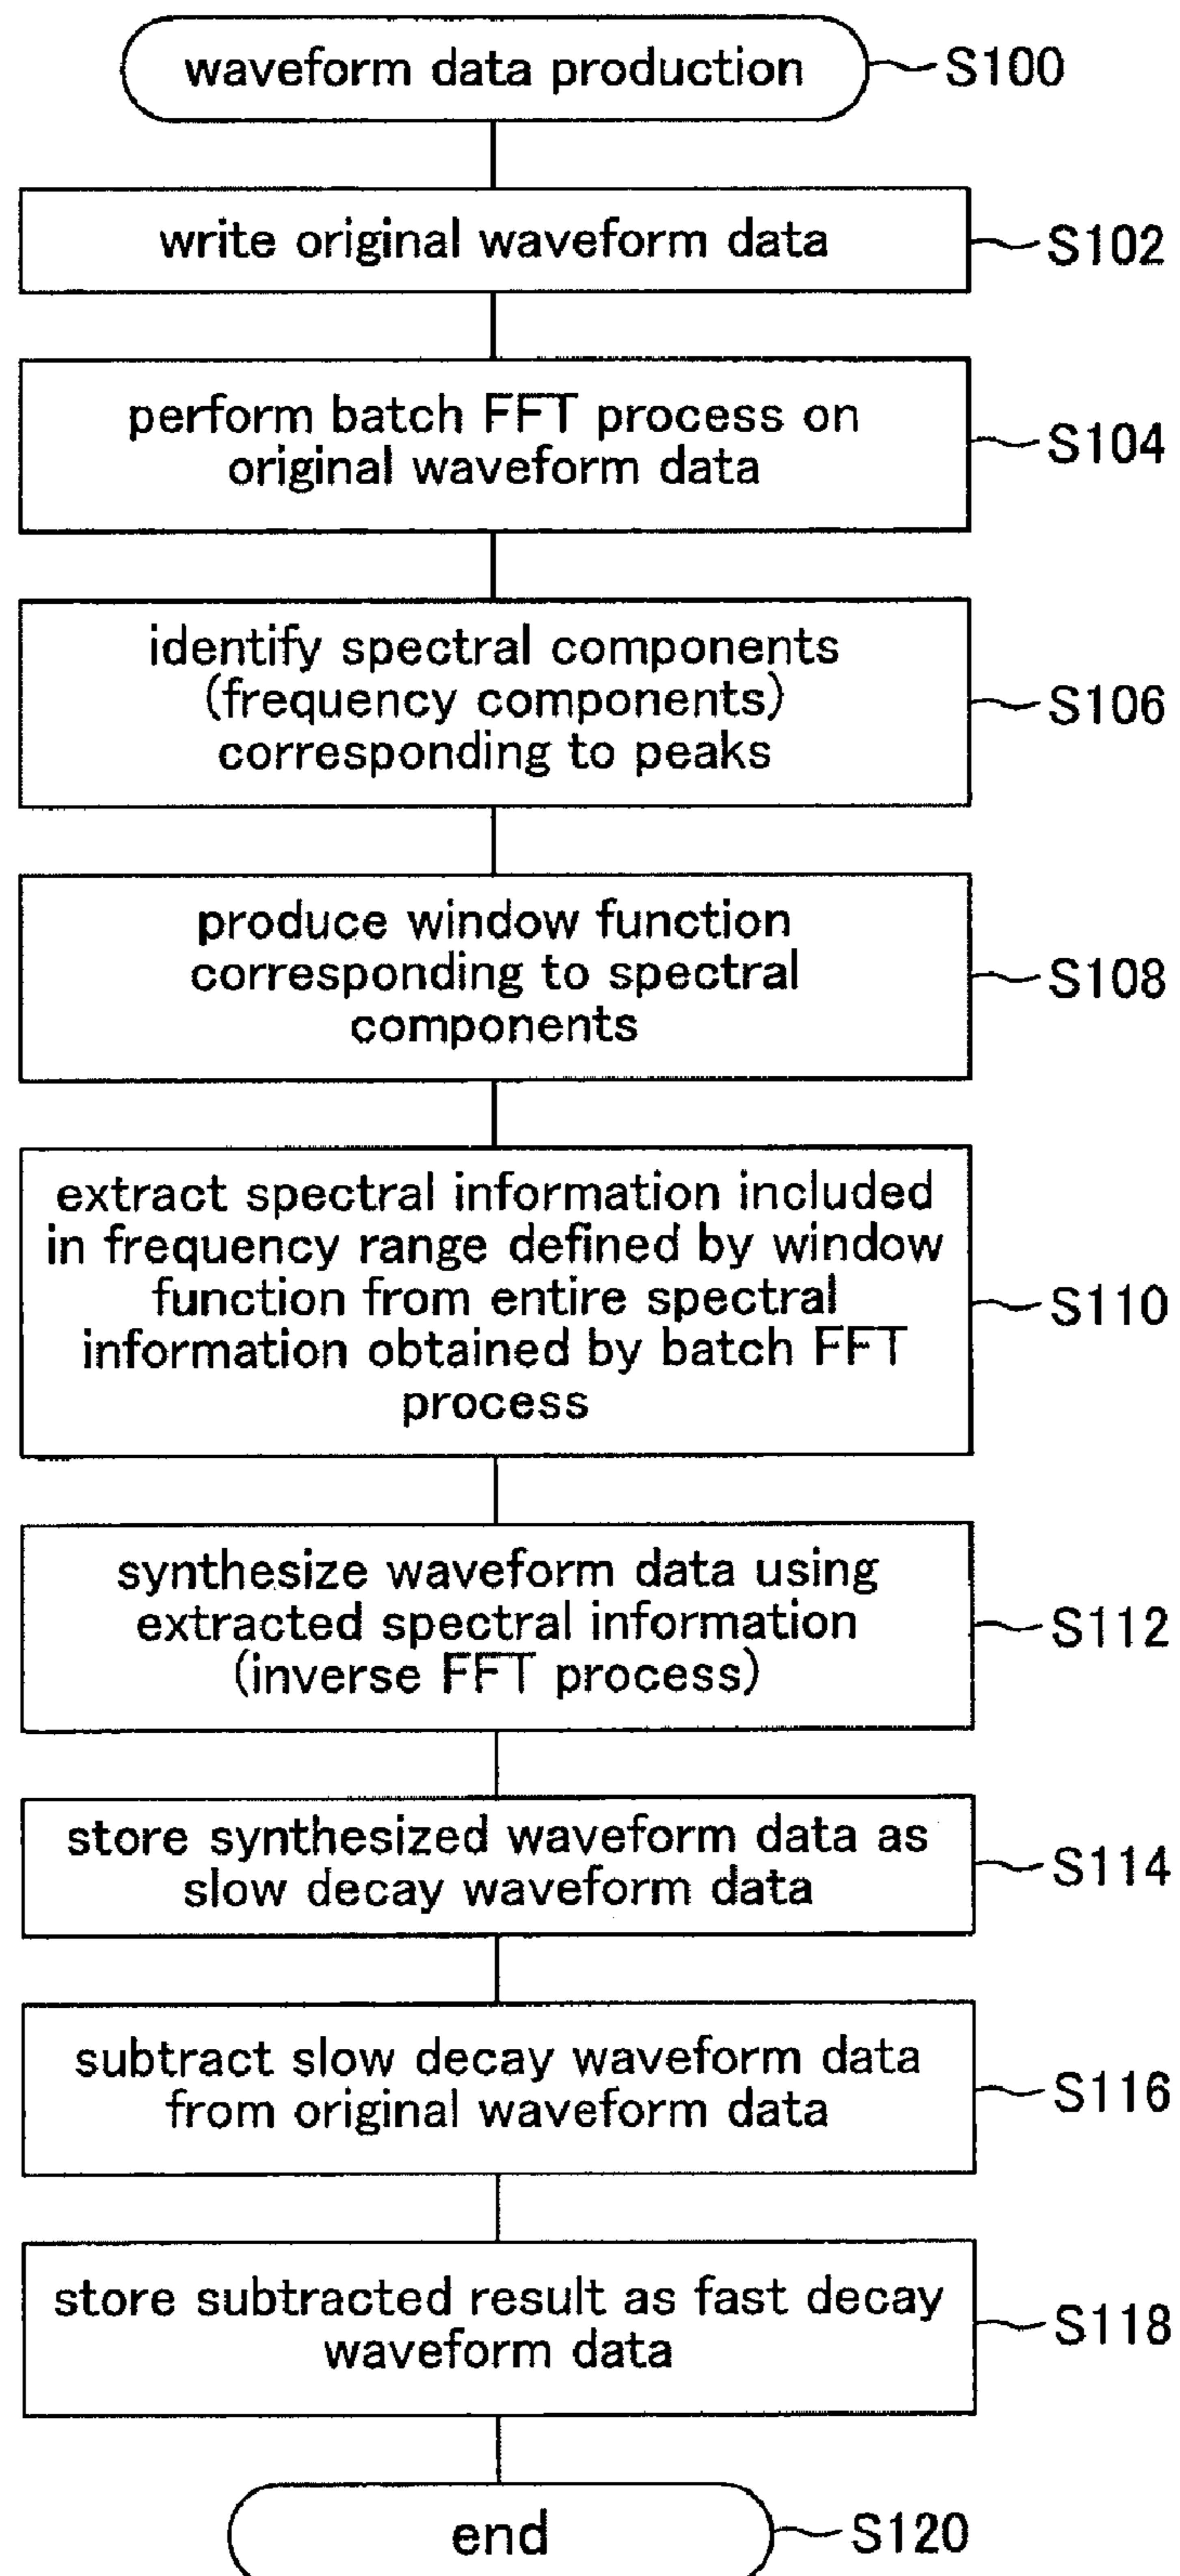 waveform data production
S100
write original waveform data
S102
perform batch FFT process on
original waveform data
S104
identify spectral components
(frequency components)
corresponding to peaks
S106
produce window function
corresponding to spectral
components
S108
extract spectral information included
in frequency range defined by window
function from entire spectral
information obtained by batch FFT
process
S110
synthesize waveform data using
extracted spectral information
(inverse FFT process)
S112
store synthesized waveform data as
slow decay waveform data
S114
subtract slow decay waveform data
from original waveform data
S116
store subtracted result as fast decay
waveform data
S118
end
S120